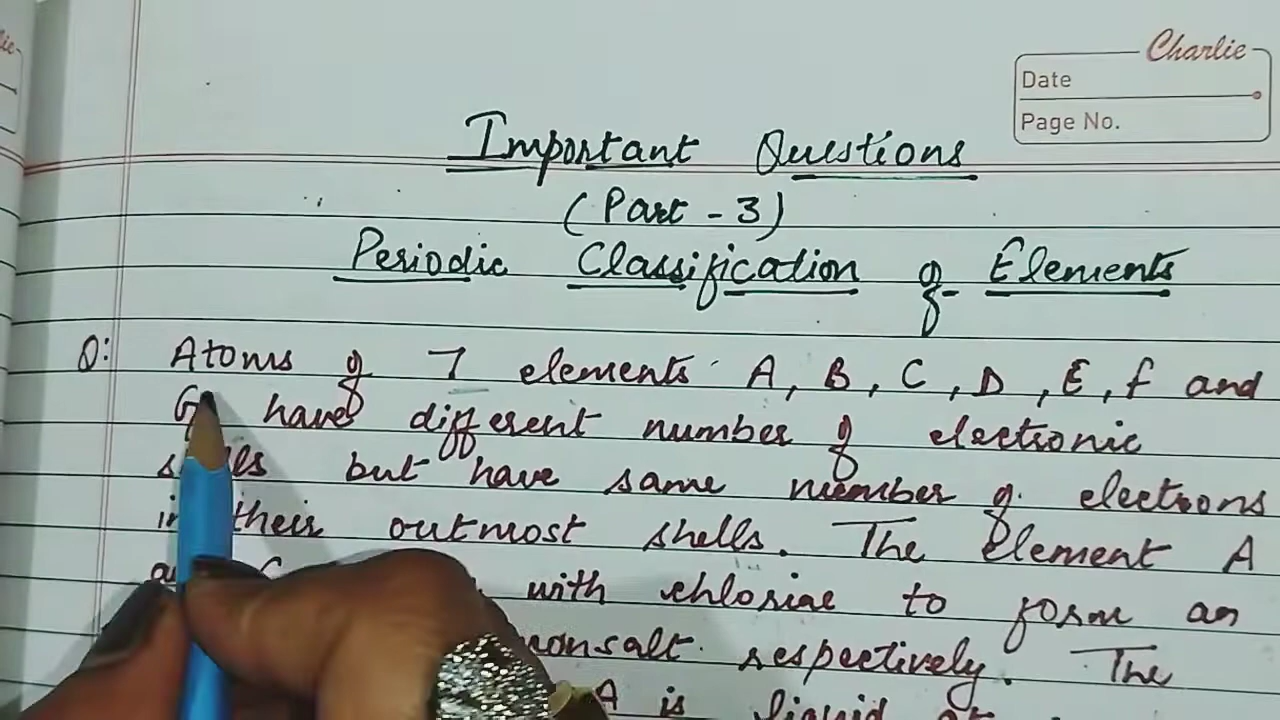 Charlie
Date
Page No.
Important Questions
(Part - 3)
Periodic Classification of Elements
Q: Atoms of 7 elements A, B, C, D, E, F and
G have different number of electronic
but have same number of electrons
in their outmost shells. The element A
with chlorine to form an
respectively. The
A is liquid at